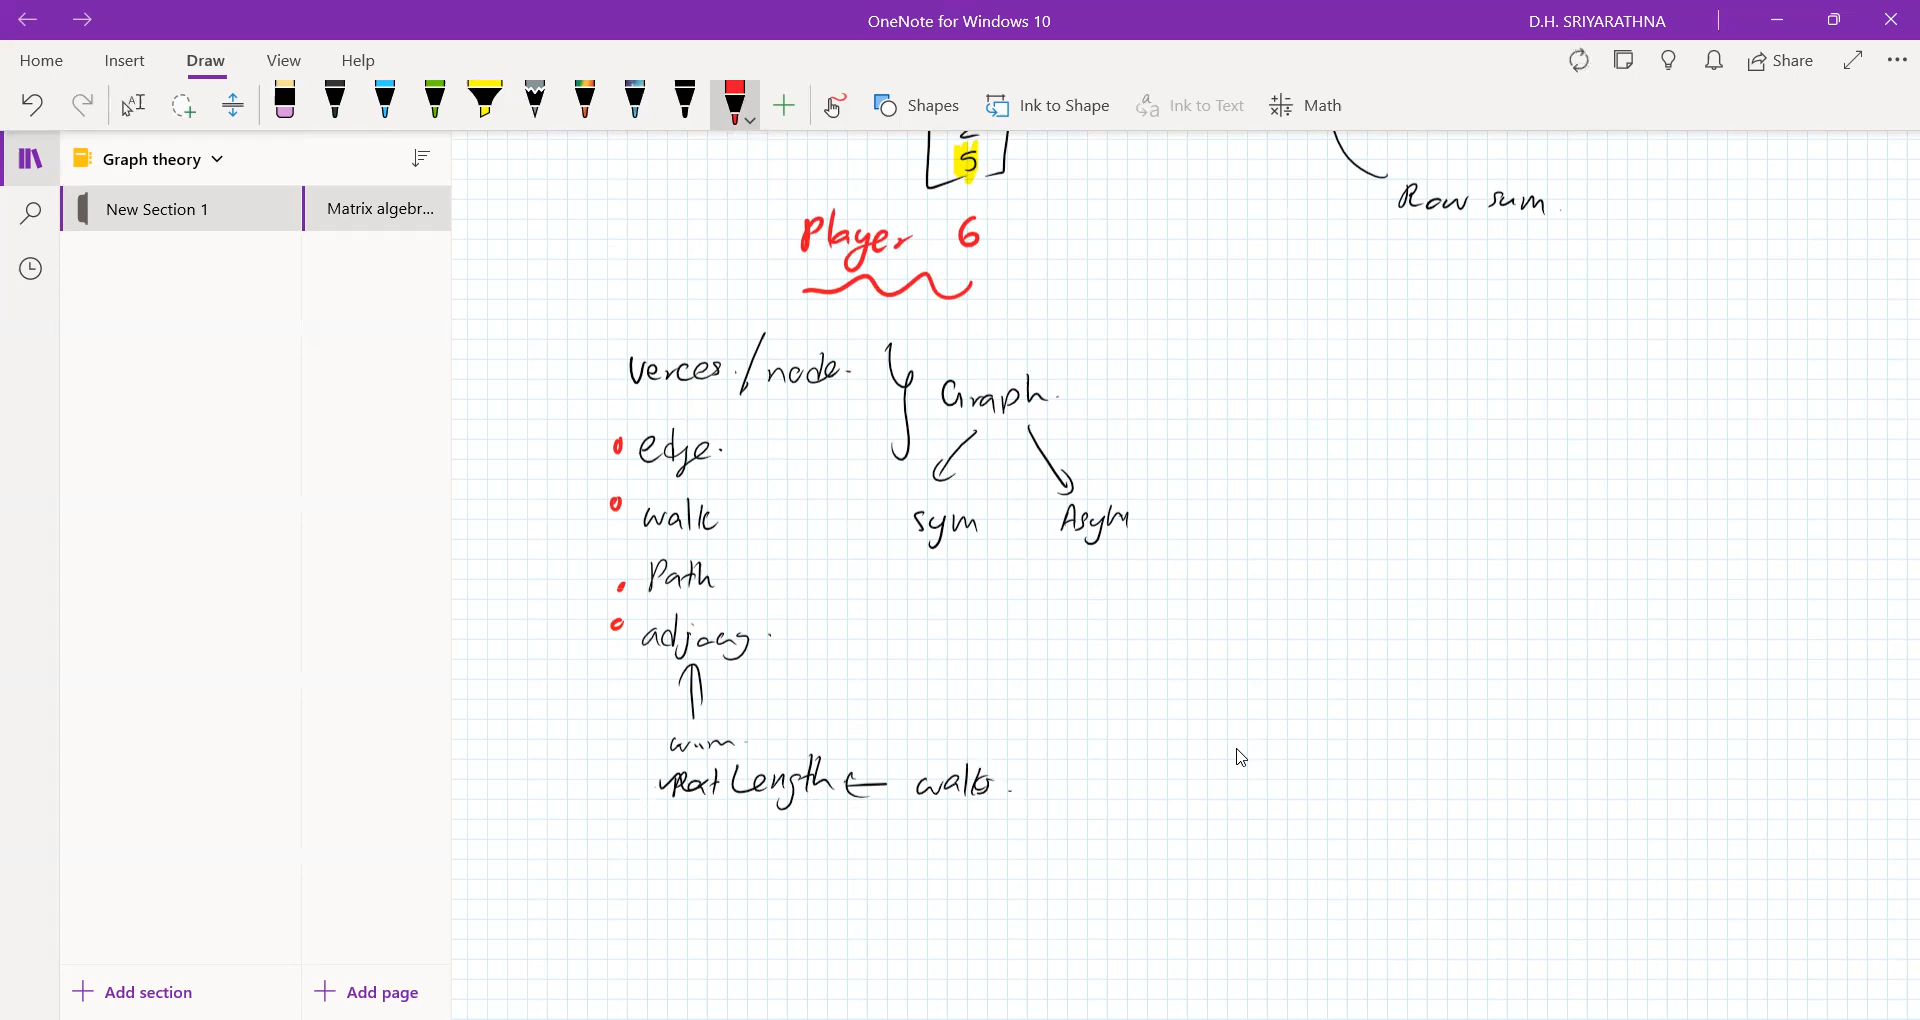 OneNote for Windows 10
D.H. SRIYARATHNA
Home Insert Draw View Help
Share
Shapes
Ink to Shape
Ink to Text
Math
Graph theory
New Section 1
Matrix algebr...
5
Row sum.
Player 6
Verces. / node.
Graph.
edge.
walk
sym
Asym
Path
Length ← walks.
Add section
Add page